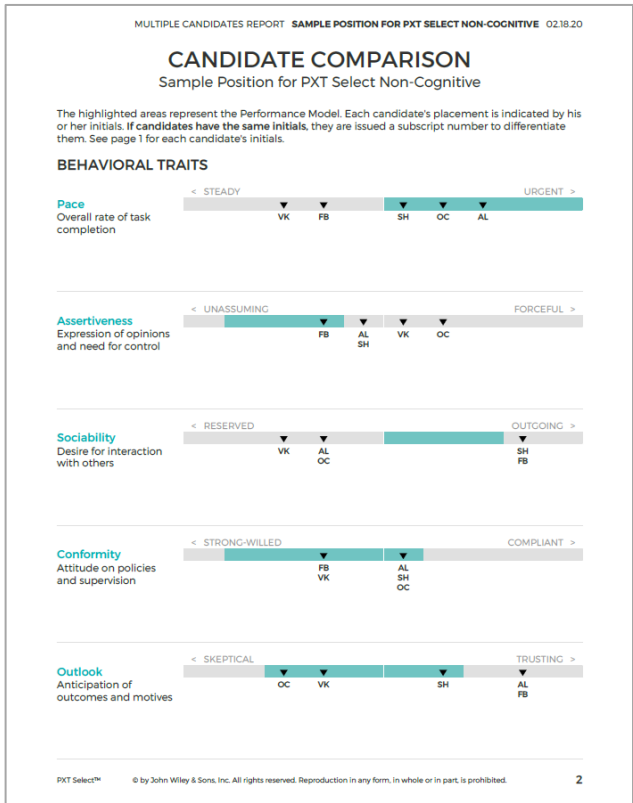 MULTIPLE CANDIDATES REPORT SAMPLE POSITION FOR PXT SELECT NON-COGNITIVE 02.18.20
CANDIDATE COMPARISON
Sample Position for PXT Select Non-Cognitive
The highlighted areas represent the Performance Model. Each candidate's placement is indicated by his
or her initials. If candidates have the same initials, they are issued a subscript number to differentiate
them. See page 1 for each candidate's initials.
BEHAVIORAL TRAITS
< STEADY URGENT >
Pace
Overall rate of task
completion
VK FB SH OC AL
< UNASSUMING FORCEFUL >
Assertiveness
Expression of opinions
and need for control
FB AL VK OC
SH
< RESERVED OUTGOING >
Sociability
Desire for interaction
with others
VK AL SH
OC FB
< STRONG-WILLED COMPLIANT >
Conformity
Attitude on policies
and supervision
FB AL
VK SH
OC
< SKEPTICAL TRUSTING >
Outlook
Anticipation of
outcomes and motives
OC VK SH AL
FB
PXT Select™ © by John Wiley & Sons, Inc. All rights reserved. Reproduction in any form, in whole or in part, is prohibited. 2